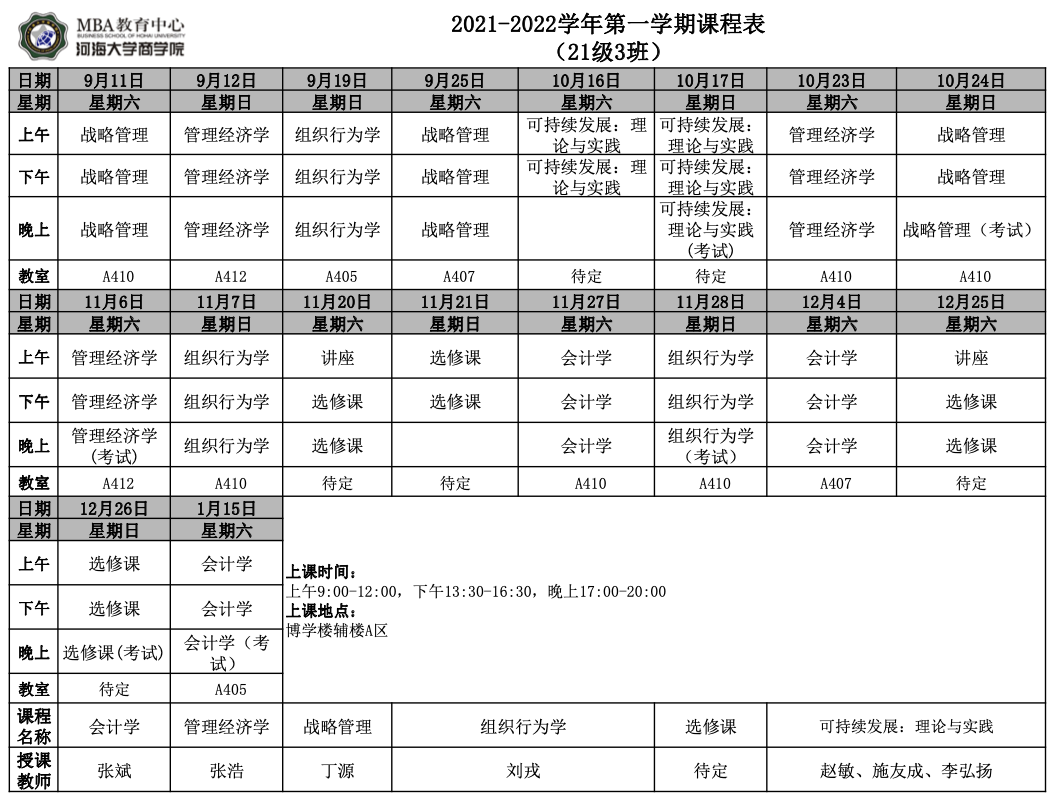 MBA教育中心
BUSINESS SCHOOL OF HOHAI UNIVERSITY
河海大学商学院
2021-2022学年第一学期课程表
（21级3班）
日期 9月11日 9月12日 9月19日 9月25日 10月16日 10月17日 10月23日 10月24日
星期 星期六 星期日 星期日 星期六 星期六 星期日 星期六 星期日
上午 战略管理 管理经济学 组织行为学 战略管理 可持续发展：理论与实践 可持续发展：理论与实践 管理经济学 战略管理
下午 战略管理 管理经济学 组织行为学 战略管理 可持续发展：理论与实践 可持续发展：理论与实践 管理经济学 战略管理
晚上 战略管理 管理经济学 组织行为学 战略管理 可持续发展：理论与实践(考试) 管理经济学 战略管理（考试）
教室 A410 A412 A405 A407 待定 待定 A410 A410
日期 11月6日 11月7日 11月20日 11月21日 11月27日 11月28日 12月4日 12月25日
星期 星期六 星期日 星期六 星期日 星期六 星期日 星期六 星期六
上午 管理经济学 组织行为学 讲座 选修课 会计学 组织行为学 会计学 讲座
下午 管理经济学 组织行为学 选修课 选修课 会计学 组织行为学 会计学 选修课
晚上 管理经济学(考试) 组织行为学 选修课 会计学 组织行为学（考试） 会计学 选修课
教室 A412 A410 待定 待定 A410 A410 A407 待定
日期 12月26日 1月15日
星期 星期日 星期六
上午 选修课 会计学
下午 选修课 会计学
晚上 选修课(考试) 会计学（考试）
教室 待定 A405
上课时间：
上午9:00-12:00，下午13:30-16:30，晚上17:00-20:00
上课地点：
博学楼辅楼A区
课程名称 会计学 管理经济学 战略管理 组织行为学 选修课 可持续发展：理论与实践
授课教师 张斌 张浩 丁源 刘戎 待定 赵敏、施友成、李弘扬